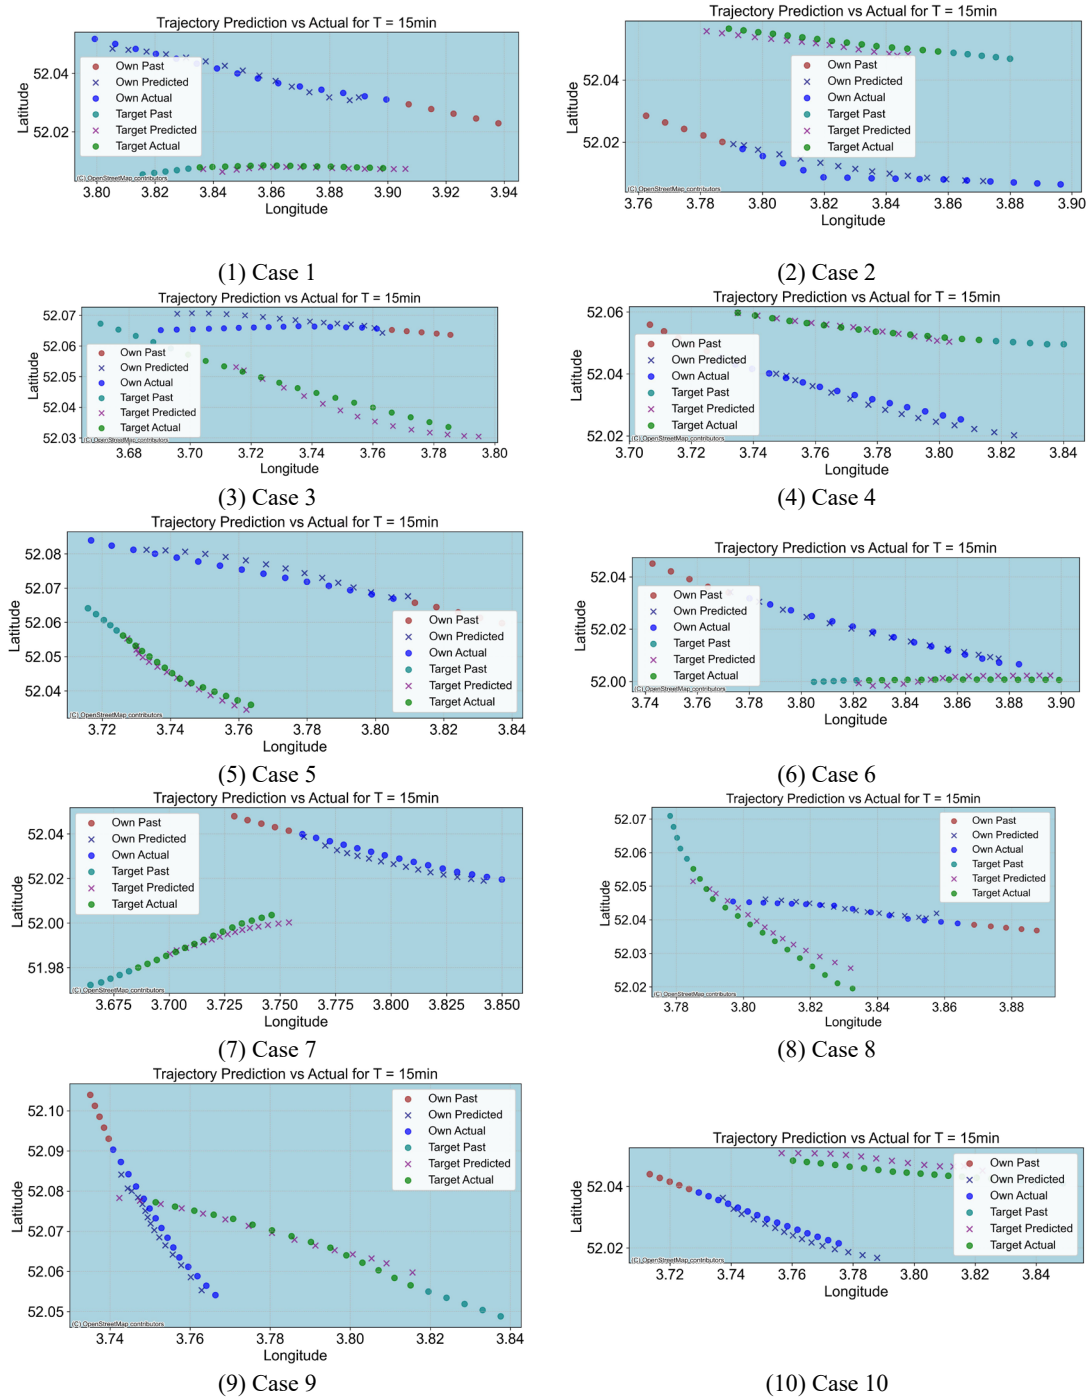 Trajectory Prediction vs Actual for T = 15min
Latitude
52.04
52.02
Own Past
Own Predicted
Own Actual
Target Past
Target Predicted
Target Actual
(C) OpenStreetMap contributors
3.80 3.82 3.84 3.86 3.88 3.90 3.92 3.94
Longitude
(1) Case 1
Trajectory Prediction vs Actual for T = 15min
Latitude
52.04
52.02
Own Past
Own Predicted
Own Actual
Target Past
Target Predicted
Target Actual
(C) OpenStreetMap contributors
3.76 3.78 3.80 3.82 3.84 3.86 3.88 3.90
Longitude
(2) Case 2
Trajectory Prediction vs Actual for T = 15min
Latitude
52.07
52.06
52.05
52.04
52.03
Own Past
Own Predicted
Own Actual
Target Past
Target Predicted
Target Actual
(C) OpenStreetMap contributors
3.68 3.70 3.72 3.74 3.76 3.78 3.80
Longitude
(3) Case 3
Trajectory Prediction vs Actual for T = 15min
Latitude
52.06
52.04
52.02
Own Past
Own Predicted
Own Actual
Target Past
Target Predicted
Target Actual
(C) OpenStreetMap contributors
3.70 3.72 3.74 3.76 3.78 3.80 3.82 3.84
Longitude
(4) Case 4
Trajectory Prediction vs Actual for T = 15min
Latitude
52.08
52.07
52.06
52.05
52.04
Own Past
Own Predicted
Own Actual
Target Past
Target Predicted
Target Actual
(C) OpenStreetMap contributors
3.72 3.74 3.76 3.78 3.80 3.82 3.84
Longitude
(5) Case 5
Trajectory Prediction vs Actual for T = 15min
Latitude
52.04
52.02
52.00
Own Past
Own Predicted
Own Actual
Target Past
Target Predicted
Target Actual
(C) OpenStreetMap contributors
3.74 3.76 3.78 3.80 3.82 3.84 3.86 3.88 3.90
Longitude
(6) Case 6
Trajectory Prediction vs Actual for T = 15min
Latitude
52.04
52.02
52.00
51.98
Own Past
Own Predicted
Own Actual
Target Past
Target Predicted
Target Actual
(C) OpenStreetMap contributors
3.675 3.700 3.725 3.750 3.775 3.800 3.825 3.850
Longitude
(7) Case 7
Trajectory Prediction vs Actual for T = 15min
Latitude
52.07
52.06
52.05
52.04
52.03
52.02
Own Past
Own Predicted
Own Actual
Target Past
Target Predicted
Target Actual
(C) OpenStreetMap contributors
3.78 3.80 3.82 3.84 3.86 3.88
Longitude
(8) Case 8
Trajectory Prediction vs Actual for T = 15min
Latitude
52.10
52.09
52.08
52.07
52.06
52.05
Own Past
Own Predicted
Own Actual
Target Past
Target Predicted
Target Actual
(C) OpenStreetMap contributors
3.74 3.76 3.78 3.80 3.82 3.84
Longitude
(9) Case 9
Trajectory Prediction vs Actual for T = 15min
Latitude
52.04
52.02
Own Past
Own Predicted
Own Actual
Target Past
Target Predicted
Target Actual
(C) OpenStreetMap contributors
3.72 3.74 3.76 3.78 3.80 3.82 3.84
Longitude
(10) Case 10